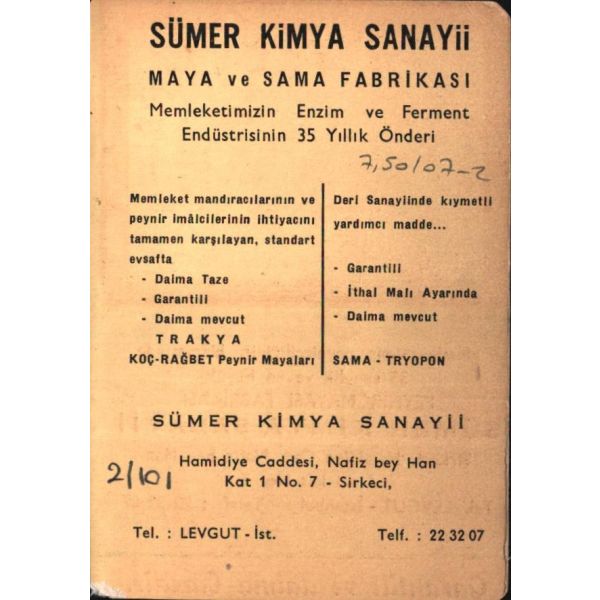 SÜMER KİMYA SANAYii
MAYA ve SAMA FABRİKASI
Memleketimizin Enzim ve Ferment
Endüstrisinin 35 Yıllık Önderi
7,50/07-2
Memleket mandıracılarının ve
peynir imâlcilerinin ihtiyacını
tamamen karşılayan, standart
evsafta
- Daima Taze
- Garantili
- Daima mevcut
TRAKYA
KOÇ-RAĞBET Peynir Mayaları
Deri Sanayiinde kıymetli
yardımcı madde...
- Garantili
- İthal Malı Ayarında
- Daima mevcut
SAMA - TRYOPON
SÜMER KİMYA SANAYİİ
Hamidiye Caddesi, Nafiz bey Han
Kat 1 No. 7 - Sirkeci,
2/101
Tel. : LEVGUT - İst. Telf. : 22 32 07